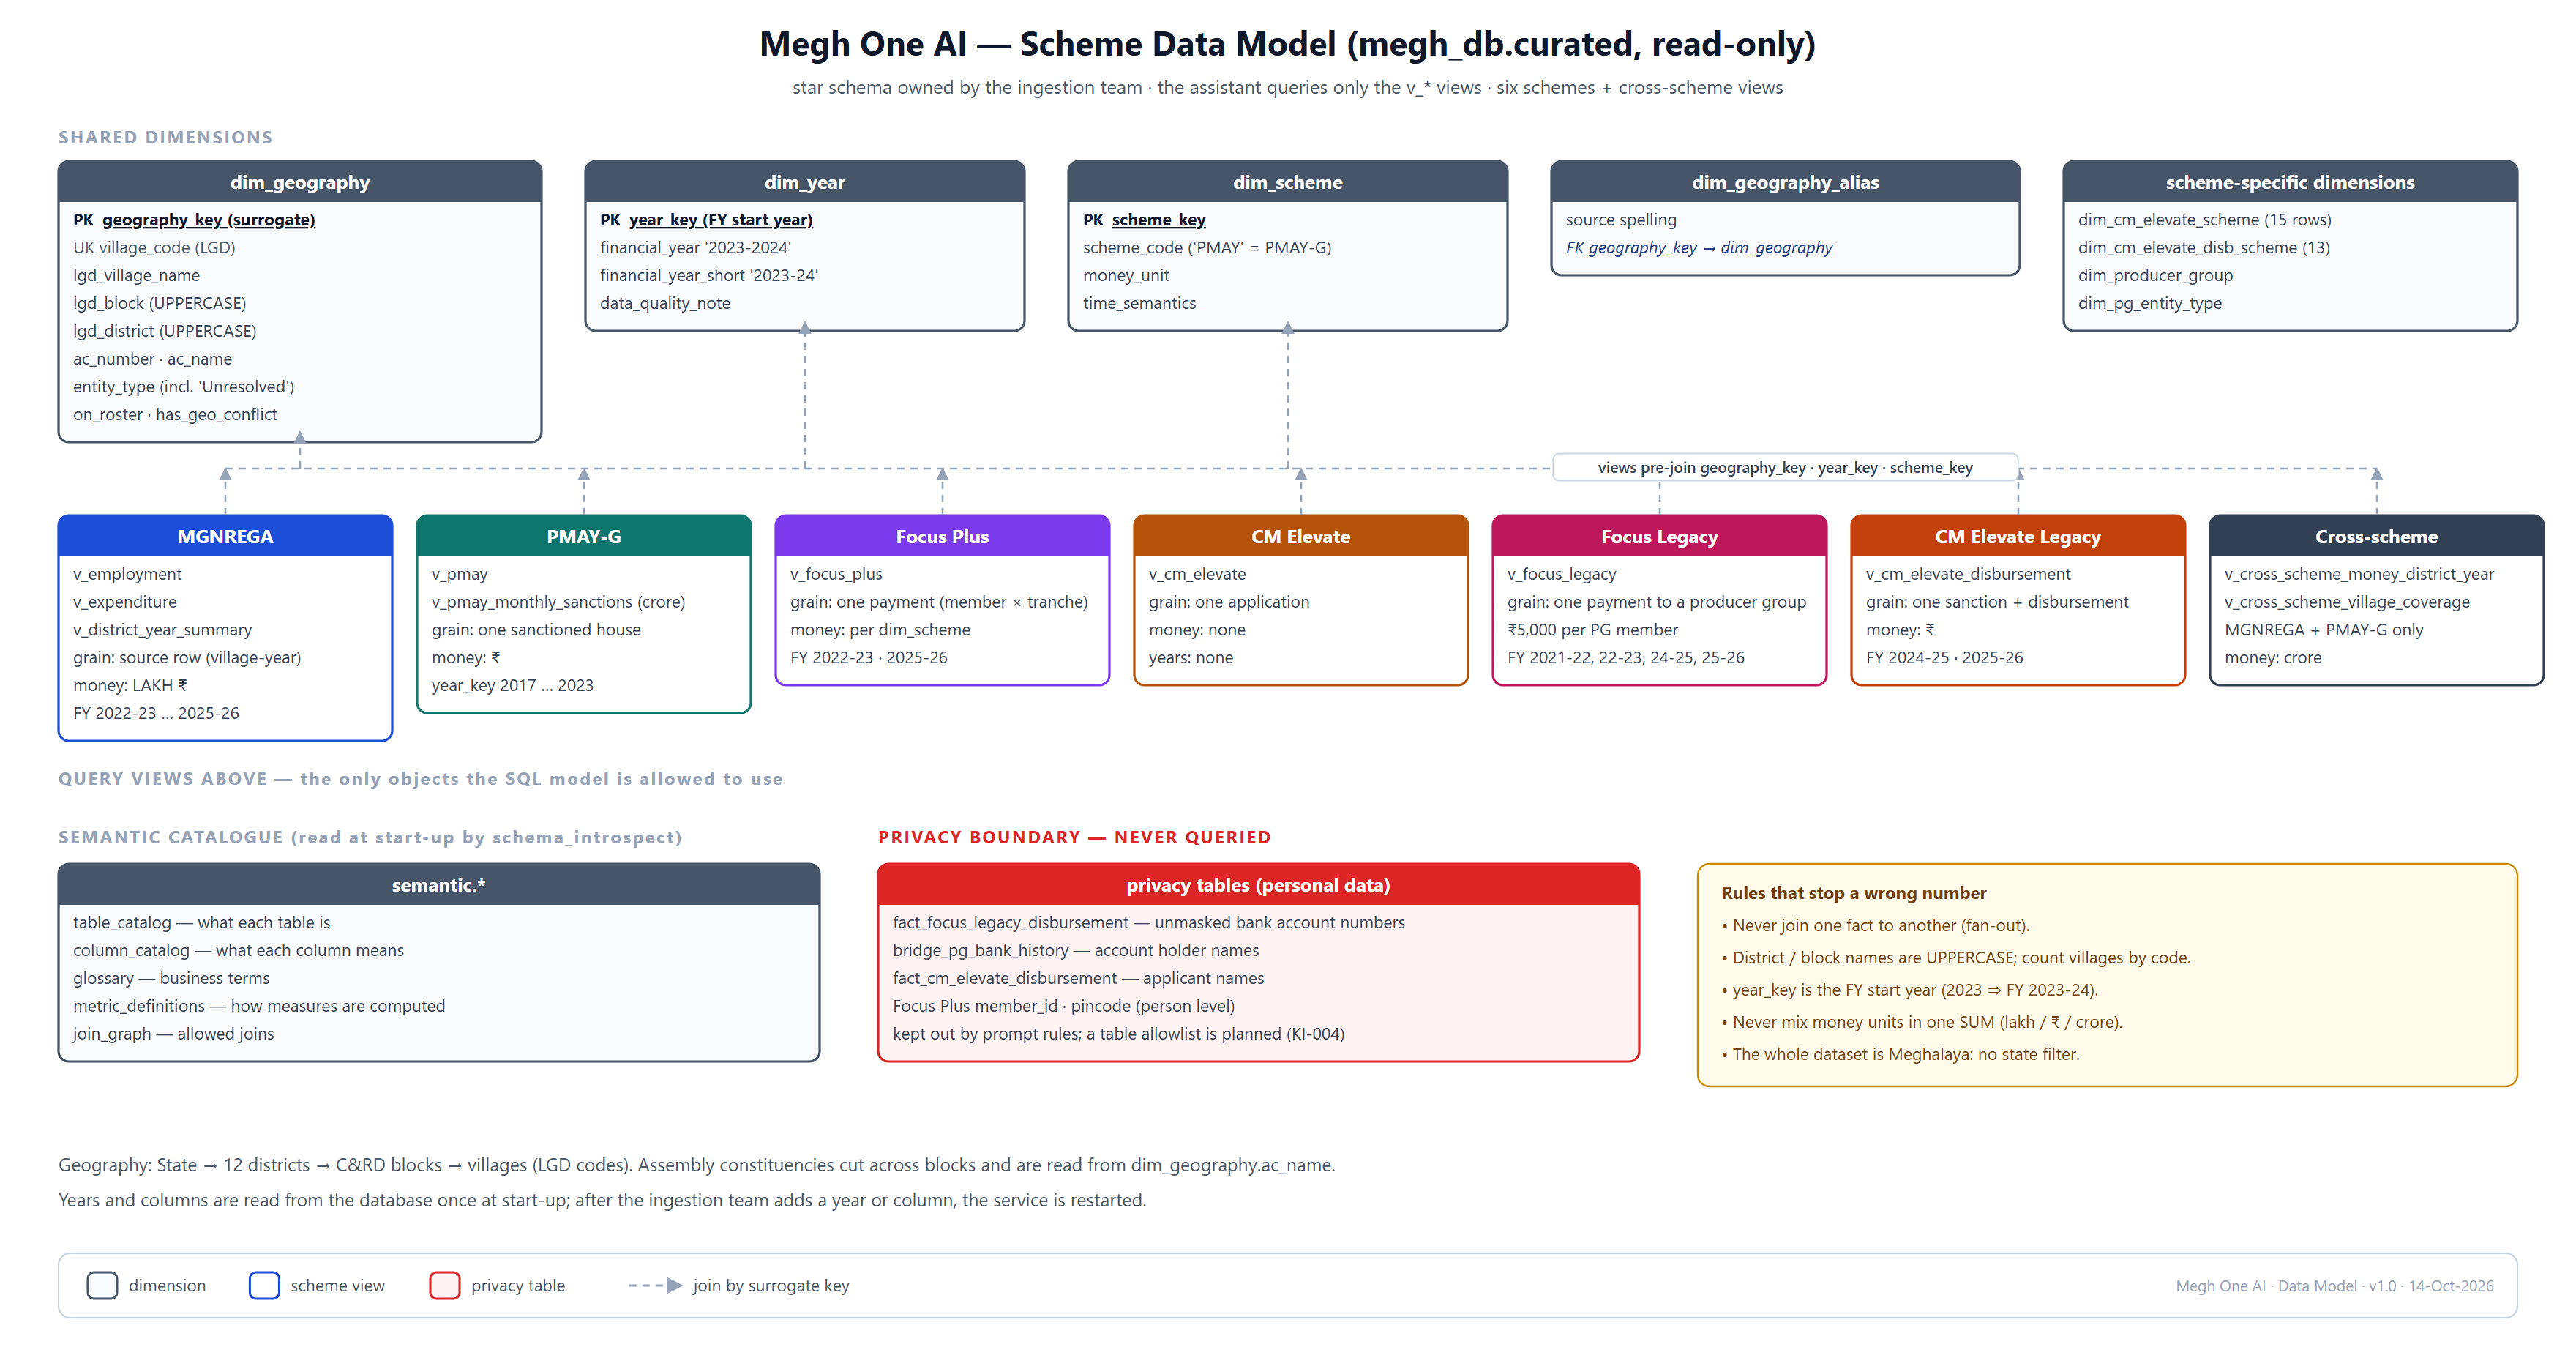 Megh One AI — Scheme Data Model (megh_db.curated, read-only)
star schema owned by the ingestion team · the assistant queries only the v_* views · six schemes + cross-scheme views
SHARED DIMENSIONS
dim_geography
PK geography_key (surrogate)
UK village_code (LGD)
lgd_village_name
lgd_block (UPPERCASE)
lgd_district (UPPERCASE)
ac_number · ac_name
entity_type (incl. 'Unresolved')
on_roster · has_geo_conflict
dim_year
PK year_key (FY start year)
financial_year '2023-2024'
financial_year_short '2023-24'
data_quality_note
dim_scheme
PK scheme_key
scheme_code ('PMAY' = PMAY-G)
money_unit
time_semantics
dim_geography_alias
source spelling
FK geography_key → dim_geography
scheme-specific dimensions
dim_cm_elevate_scheme (15 rows)
dim_cm_elevate_disb_scheme (13)
dim_producer_group
dim_pg_entity_type
views pre-join geography_key · year_key · scheme_key
MGNREGA
v_employment
v_expenditure
v_district_year_summary
grain: source row (village-year)
money: LAKH ₹
FY 2022-23 … 2025-26
PMAY-G
v_pmay
v_pmay_monthly_sanctions (crore)
grain: one sanctioned house
money: ₹
year_key 2017 … 2023
Focus Plus
v_focus_plus
grain: one payment (member × tranche)
money: per dim_scheme
FY 2022-23 · 2025-26
CM Elevate
v_cm_elevate
grain: one application
money: none
years: none
Focus Legacy
v_focus_legacy
grain: one payment to a producer group
₹5,000 per PG member
FY 2021-22, 22-23, 24-25, 25-26
CM Elevate Legacy
v_cm_elevate_disbursement
grain: one sanction + disbursement
money: ₹
FY 2024-25 · 2025-26
Cross-scheme
v_cross_scheme_money_district_year
v_cross_scheme_village_coverage
MGNREGA + PMAY-G only
money: crore
QUERY VIEWS ABOVE — the only objects the SQL model is allowed to use
SEMANTIC CATALOGUE (read at start-up by schema_introspect)
semantic.*
table_catalog — what each table is
column_catalog — what each column means
glossary — business terms
metric_definitions — how measures are computed
join_graph — allowed joins
PRIVACY BOUNDARY — NEVER QUERIED
privacy tables (personal data)
fact_focus_legacy_disbursement — unmasked bank account numbers
bridge_pg_bank_history — account holder names
fact_cm_elevate_disbursement — applicant names
Focus Plus member_id · pincode (person level)
kept out by prompt rules; a table allowlist is planned (KI-004)
Rules that stop a wrong number
• Never join one fact to another (fan-out).
• District / block names are UPPERCASE; count villages by code.
• year_key is the FY start year (2023 ⇒ FY 2023-24).
• Never mix money units in one SUM (lakh / ₹ / crore).
• The whole dataset is Meghalaya: no state filter.
Geography: State → 12 districts → C&RD blocks → villages (LGD codes). Assembly constituencies cut across blocks and are read from dim_geography.ac_name.
Years and columns are read from the database once at start-up; after the ingestion team adds a year or column, the service is restarted.
dimension
scheme view
privacy table
join by surrogate key
Megh One AI · Data Model · v1.0 · 14-Oct-2026